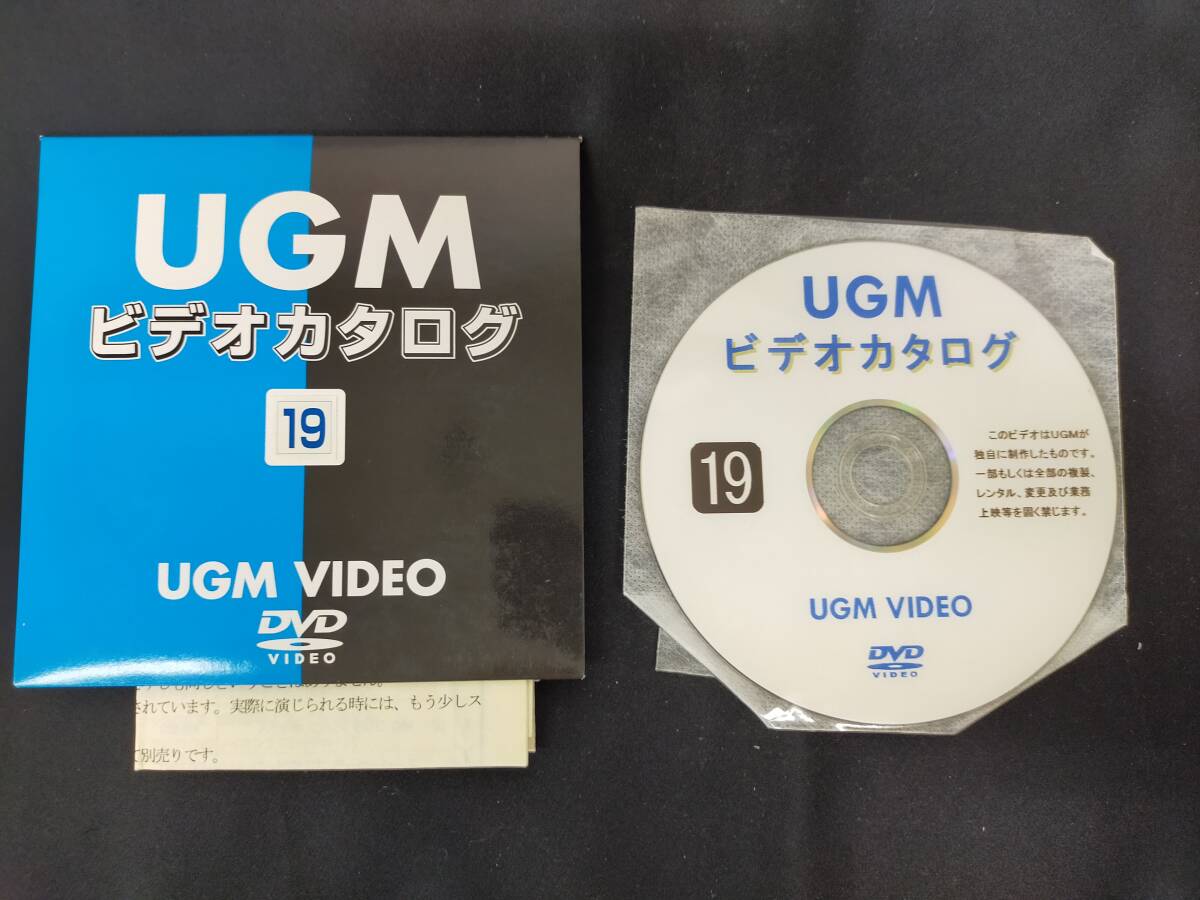 UGM
ビデオカタログ
19
UGM VIDEO
DVD
VIDEO
されています。実際に演じられる時には、もう少しス
別売りです。
UGM
ビデオカタログ
19
このビデオはUGMが
独自に制作したものです。
一部もしくは全部の複製、
レンタル、変更及び業務
上映等を固く禁じます。
UGM VIDEO
DVD
VIDEO